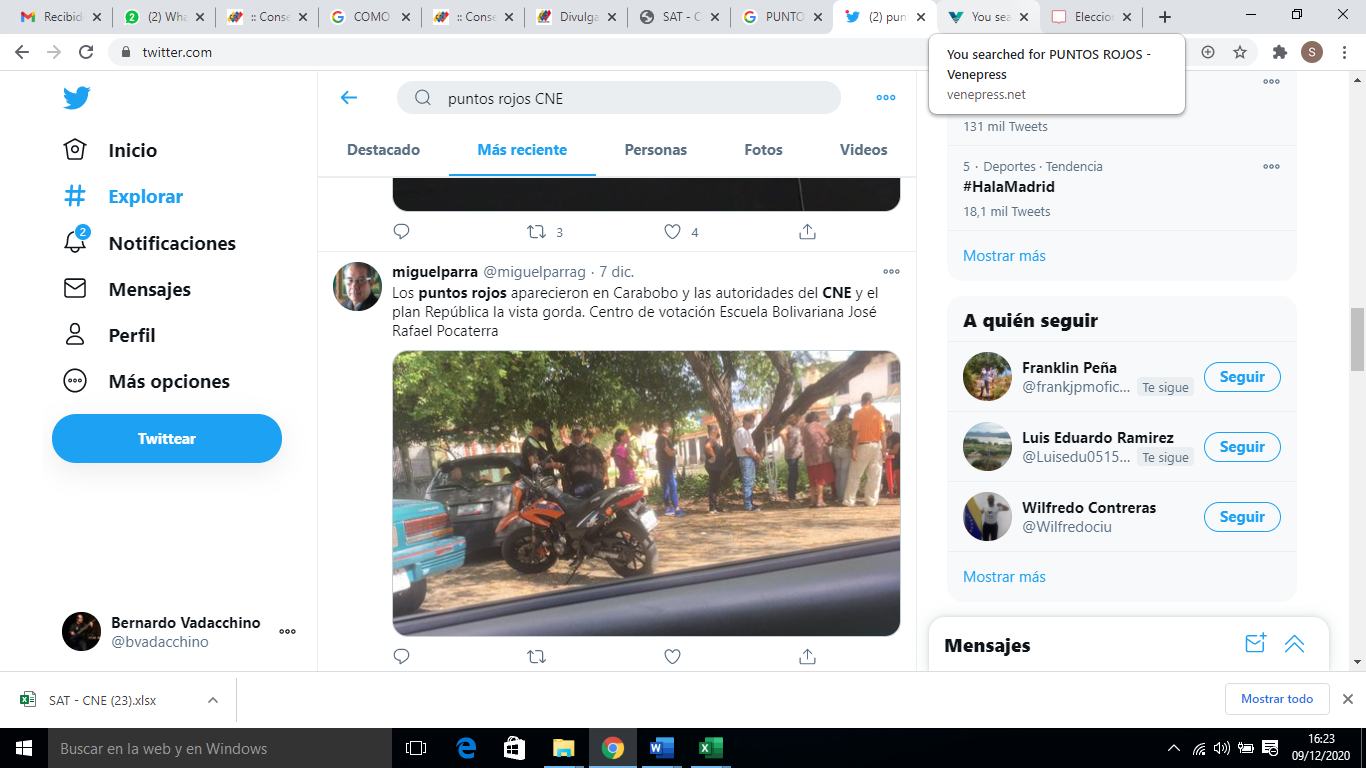 Recibid
(2) Wha
:: Conse
COMO
:: Conse
Divulga
SAT - C
PUNTO
(2) pun
You sea
Eleccio
twitter.com
You searched for PUNTOS ROJOS -
Venepress
venepress.net
S
puntos rojos CNE
Destacado
Más reciente
Personas
Fotos
Videos
Inicio
Explorar
2
Notificaciones
Mensajes
Perfil
Más opciones
Twittear
Bernardo Vadacchino
@bvadacchino
3
4
miguelparra @miguelparrag · 7 dic.
Los puntos rojos aparecieron en Carabobo y las autoridades del CNE y el
plan República la vista gorda. Centro de votación Escuela Bolivariana José
Rafael Pocaterra
131 mil Tweets
5 · Deportes · Tendencia
#HalaMadrid
18,1 mil Tweets
Mostrar más
A quién seguir
Franklin Peña
@frankjpmofic... Te sigue
Seguir
Luis Eduardo Ramirez
@Luisedu0515... Te sigue
Seguir
Wilfredo Contreras
@Wilfredociu
Seguir
Mostrar más
Mensajes
SAT - CNE (23).xlsx
Mostrar todo
Buscar en la web y en Windows
16:23
09/12/2020